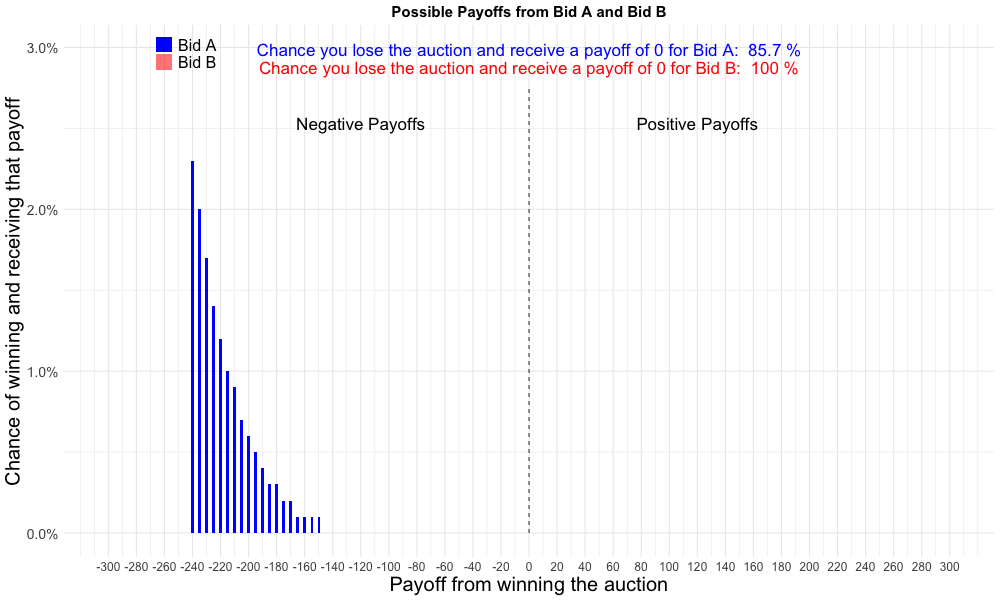 Possible Payoffs from Bid A and Bid B
Bid A
Bid B
Chance you lose the auction and receive a payoff of 0 for Bid A:  85.7 %
Chance you lose the auction and receive a payoff of 0 for Bid B:  100 %
Negative Payoffs
Positive Payoffs
Chance of winning and receiving that payoff
3.0%
2.0%
1.0%
0.0%
-300 -280 -260 -240 -220 -200 -180 -160 -140 -120 -100 -80 -60 -40 -20 0 20 40 60 80 100 120 140 160 180 200 220 240 260 280 300
Payoff from winning the auction